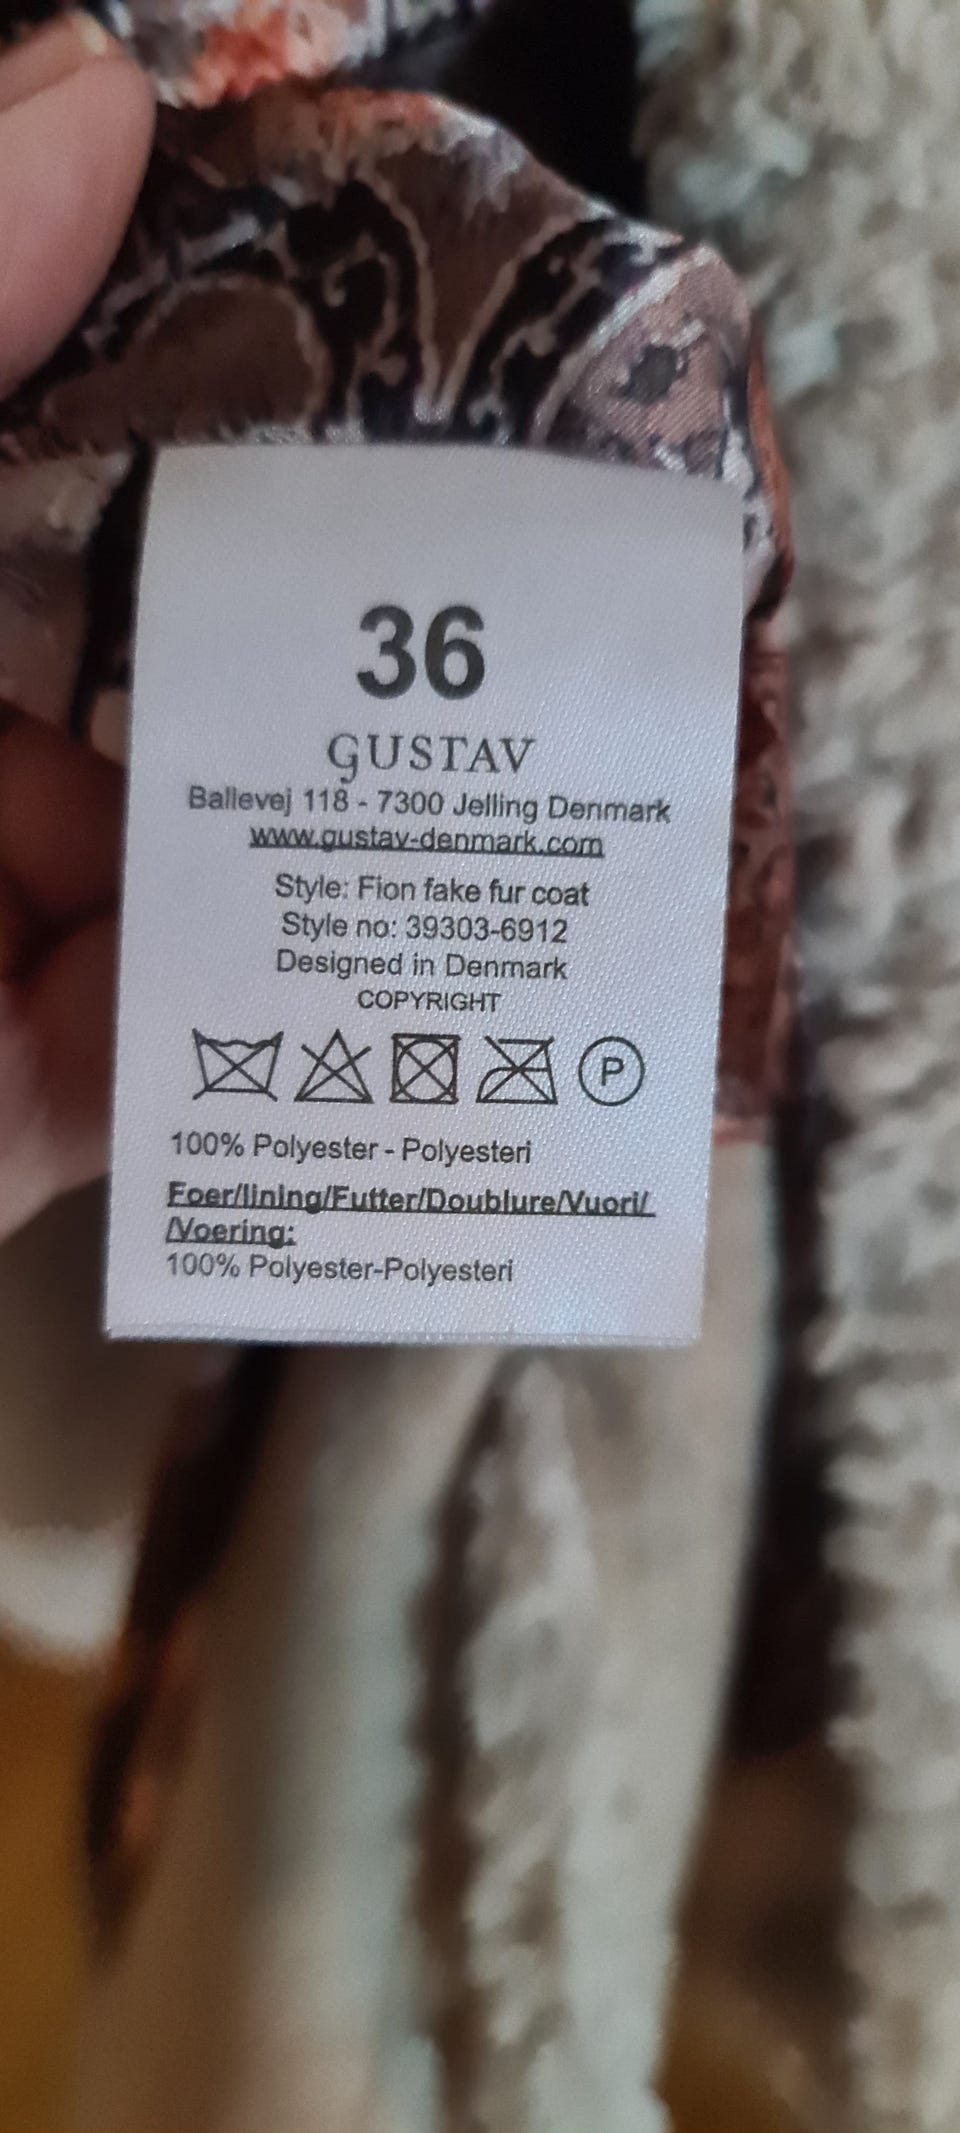 36
GUSTAV
Ballevej 118 - 7300 Jelling Denmark
www.gustav-denmark.com
Style: Fion fake fur coat
Style no: 39303-6912
Designed in Denmark
COPYRIGHT
P
100% Polyester - Polyesteri
Foer/lining/Futter/Doublure/Vuori/
/Voering:
100% Polyester-Polyesteri